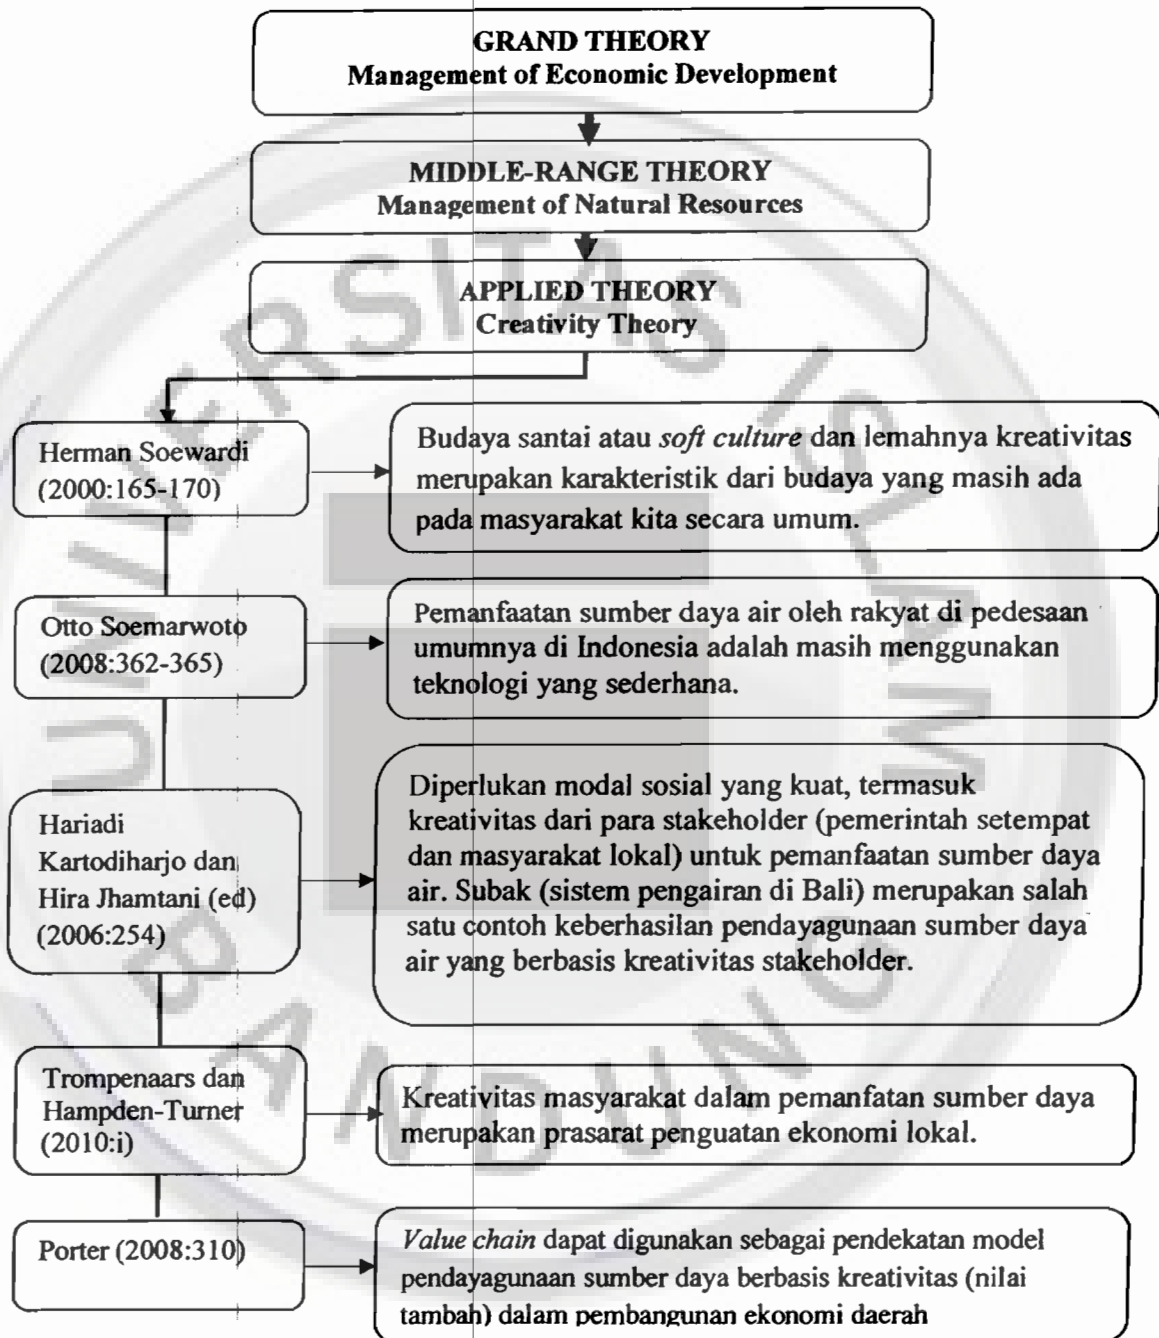 GRAND THEORY
Management of Economic Development
MIDDLE-RANGE THEORY
Management of Natural Resources
APPLIED THEORY
Creativity Theory
Herman Soewardi
(2000:165-170)
Budaya santai atau soft culture dan lemahnya kreativitas
merupakan karakteristik dari budaya yang masih ada
pada masyarakat kita secara umum.
Otto Soemarwoto
(2008:362-365)
Pemanfaatan sumber daya air oleh rakyat di pedesaan
umumnya di Indonesia adalah masih menggunakan
teknologi yang sederhana.
Hariadi
Kartodiharjo dan
Hira Jhamtani (ed)
(2006:254)
Diperlukan modal sosial yang kuat, termasuk
kreativitas dari para stakeholder (pemerintah setempat
dan masyarakat lokal) untuk pemanfaatan sumber daya
air. Subak (sistem pengairan di Bali) merupakan salah
satu contoh keberhasilan pendayagunaan sumber daya
air yang berbasis kreativitas stakeholder.
Trompenaars dan
Hampden-Turner
(2010:i)
Kreativitas masyarakat dalam pemanfatan sumber daya
merupakan prasarat penguatan ekonomi lokal.
Porter (2008:310)
Value chain dapat digunakan sebagai pendekatan model
pendayagunaan sumber daya berbasis kreativitas (nilai
tambah) dalam pembangunan ekonomi daerah
UNIVERSITAS ISLAM
BANDUNG